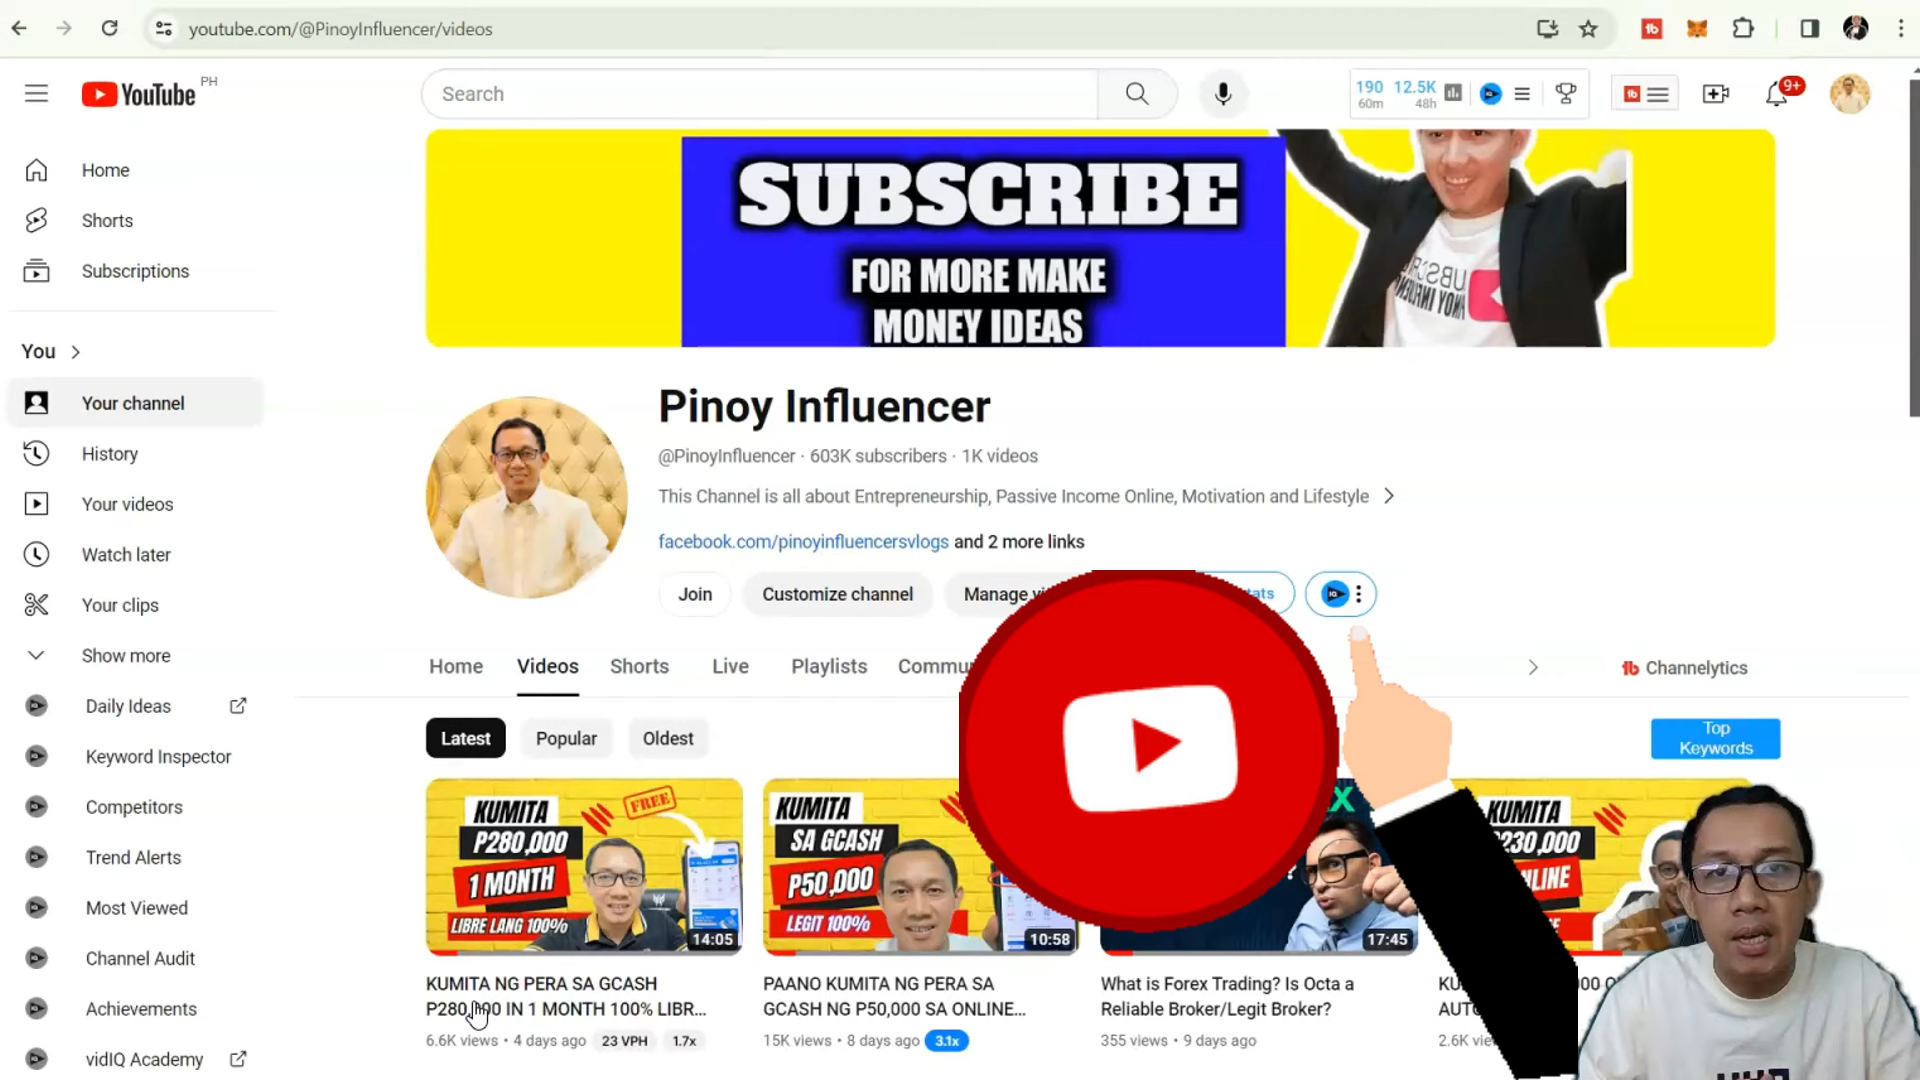 youtube.com/@PinoyInfluencer/videos
YouTube PH
Search
190 12.5K
60m 48h
9+
Home
Shorts
Subscriptions
You
Your channel
History
Your videos
Watch later
Your clips
Show more
Daily Ideas
Keyword Inspector
Competitors
Trend Alerts
Most Viewed
Channel Audit
Achievements
vidIQ Academy
SUBSCRIBE
FOR MORE MAKE
MONEY IDEAS
Pinoy Influencer
@PinoyInfluencer · 603K subscribers · 1K videos
This Channel is all about Entrepreneurship, Passive Income Online, Motivation and Lifestyle
facebook.com/pinoyinfluencersvlogs and 2 more links
Join
Customize channel
Manage
Home
Videos
Shorts
Live
Playlists
Channelytics
Latest
Popular
Oldest
Top
Keywords
KUMITA
FREE
P280,000
1 MONTH
LIBRE LANG 100%
14:05
KUMITA NG PERA SA GCASH
P280,000 IN 1 MONTH 100% LIBR...
6.6K views · 4 days ago 23 VPH 1.7x
KUMITA
SA GCASH
P50,000
LEGIT 100%
10:58
PAANO KUMITA NG PERA SA
GCASH NG P50,000 SA ONLINE...
15K views · 8 days ago 3.1x
X
17:45
What is Forex Trading? Is Octa a
Reliable Broker/Legit Broker?
355 views · 9 days ago
KUMITA
230,000
2.6K